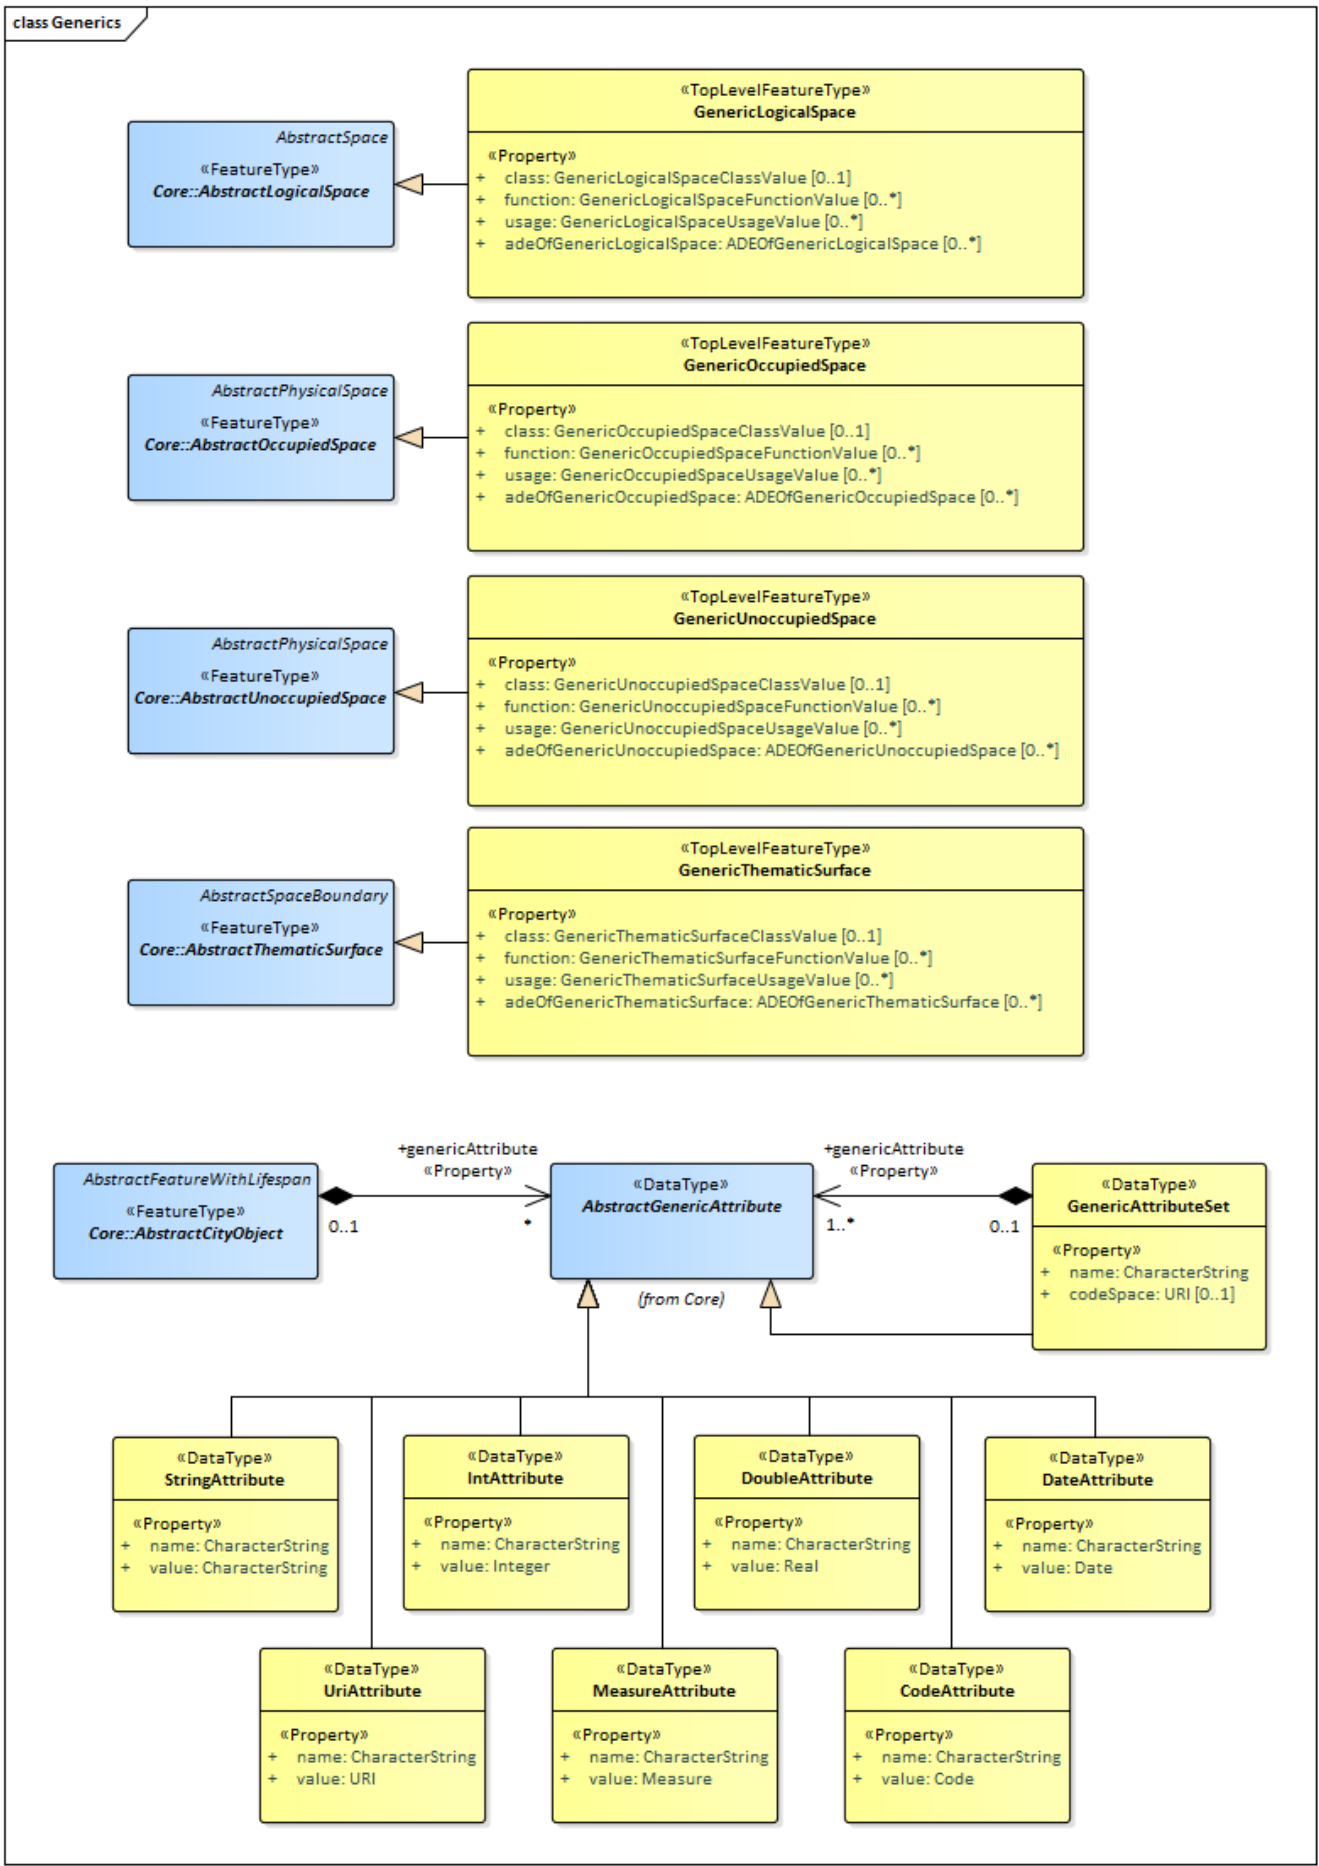 class Generics
«TopLevelFeatureType»
GenericLogicalSpace
AbstractSpace
«FeatureType»
Core::AbstractLogicalSpace
«Property»
+ class: GenericLogicalSpaceClassValue [0..1]
+ function: GenericLogicalSpaceFunctionValue [0..*]
+ usage: GenericLogicalSpaceUsageValue [0..*]
+ adeOfGenericLogicalSpace: ADEOfGenericLogicalSpace [0..*]
«TopLevelFeatureType»
GenericOccupiedSpace
AbstractPhysicalSpace
«FeatureType»
Core::AbstractOccupiedSpace
«Property»
+ class: GenericOccupiedSpaceClassValue [0..1]
+ function: GenericOccupiedSpaceFunctionValue [0..*]
+ usage: GenericOccupiedSpaceUsageValue [0..*]
+ adeOfGenericOccupiedSpace: ADEOfGenericOccupiedSpace [0..*]
«TopLevelFeatureType»
GenericUnoccupiedSpace
AbstractPhysicalSpace
«FeatureType»
Core::AbstractUnoccupiedSpace
«Property»
+ class: GenericUnoccupiedSpaceClassValue [0..1]
+ function: GenericUnoccupiedSpaceFunctionValue [0..*]
+ usage: GenericUnoccupiedSpaceUsageValue [0..*]
+ adeOfGenericUnoccupiedSpace: ADEOfGenericUnoccupiedSpace [0..*]
«TopLevelFeatureType»
GenericThematicSurface
AbstractSpaceBoundary
«FeatureType»
Core::AbstractThematicSurface
«Property»
+ class: GenericThematicSurfaceClassValue [0..1]
+ function: GenericThematicSurfaceFunctionValue [0..*]
+ usage: GenericThematicSurfaceUsageValue [0..*]
+ adeOfGenericThematicSurface: ADEOfGenericThematicSurface [0..*]
AbstractFeatureWithLifespan
«FeatureType»
Core::AbstractCityObject
+genericAttribute
«Property»
0..1
*
«DataType»
AbstractGenericAttribute
(from Core)
+genericAttribute
«Property»
1..*
0..1
«DataType»
GenericAttributeSet
«Property»
+ name: CharacterString
+ codeSpace: URI [0..1]
«DataType»
StringAttribute
«Property»
+ name: CharacterString
+ value: CharacterString
«DataType»
IntAttribute
«Property»
+ name: CharacterString
+ value: Integer
«DataType»
DoubleAttribute
«Property»
+ name: CharacterString
+ value: Real
«DataType»
DateAttribute
«Property»
+ name: CharacterString
+ value: Date
«DataType»
UriAttribute
«Property»
+ name: CharacterString
+ value: URI
«DataType»
MeasureAttribute
«Property»
+ name: CharacterString
+ value: Measure
«DataType»
CodeAttribute
«Property»
+ name: CharacterString
+ value: Code